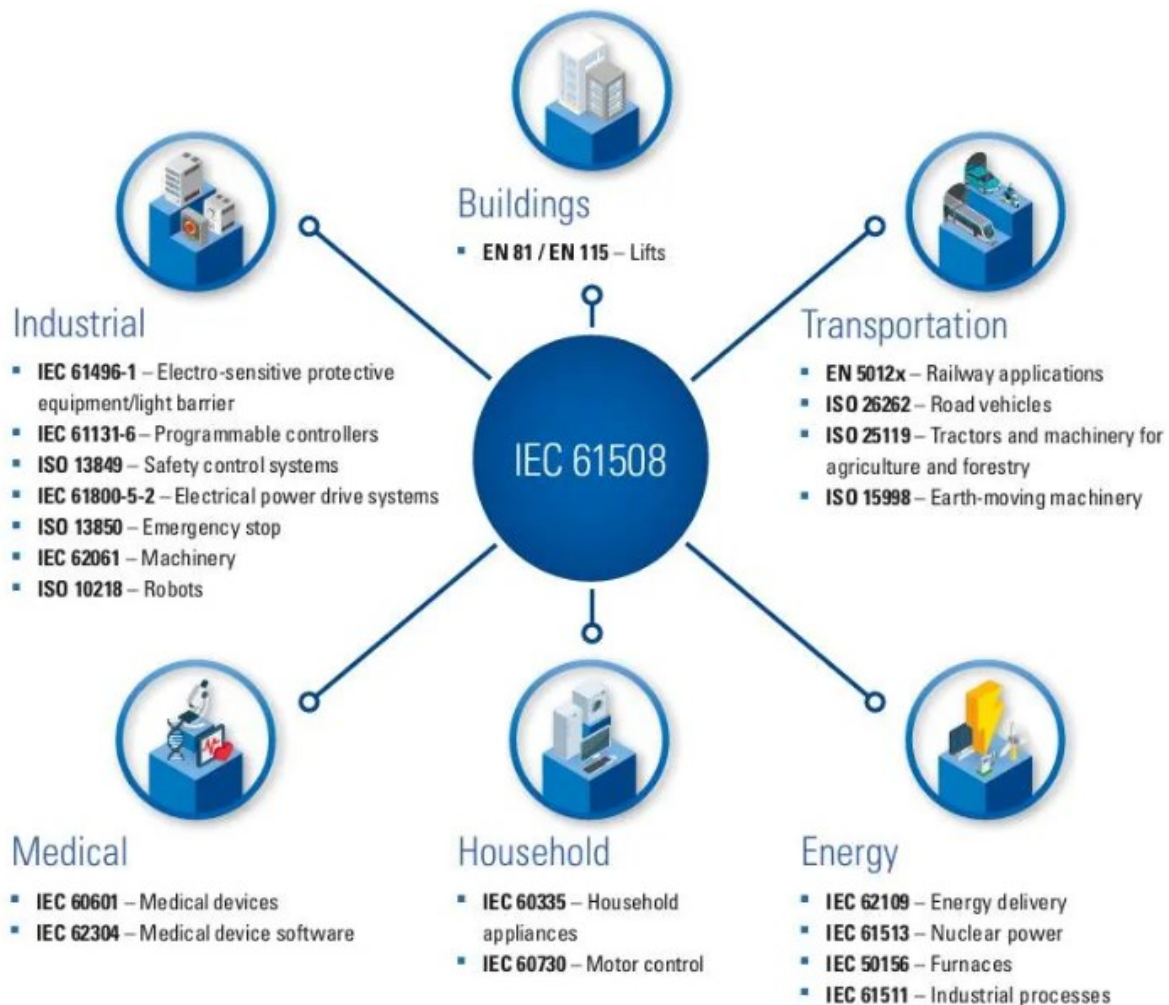 Buildings
▪ EN 81 / EN 115 – Lifts
Industrial
▪ IEC 61496-1 – Electro-sensitive protective
equipment/light barrier
▪ IEC 61131-6 – Programmable controllers
▪ ISO 13849 – Safety control systems
▪ IEC 61800-5-2 – Electrical power drive systems
▪ ISO 13850 – Emergency stop
▪ IEC 62061 – Machinery
▪ ISO 10218 – Robots
IEC 61508
Transportation
▪ EN 5012x – Railway applications
▪ ISO 26262 – Road vehicles
▪ ISO 25119 – Tractors and machinery for
agriculture and forestry
▪ ISO 15998 – Earth-moving machinery
Medical
▪ IEC 60601 – Medical devices
▪ IEC 62304 – Medical device software
Household
▪ IEC 60335 – Household
appliances
▪ IEC 60730 – Motor control
Energy
▪ IEC 62109 – Energy delivery
▪ IEC 61513 – Nuclear power
▪ IEC 50156 – Furnaces
▪ IEC 61511 – Industrial processes